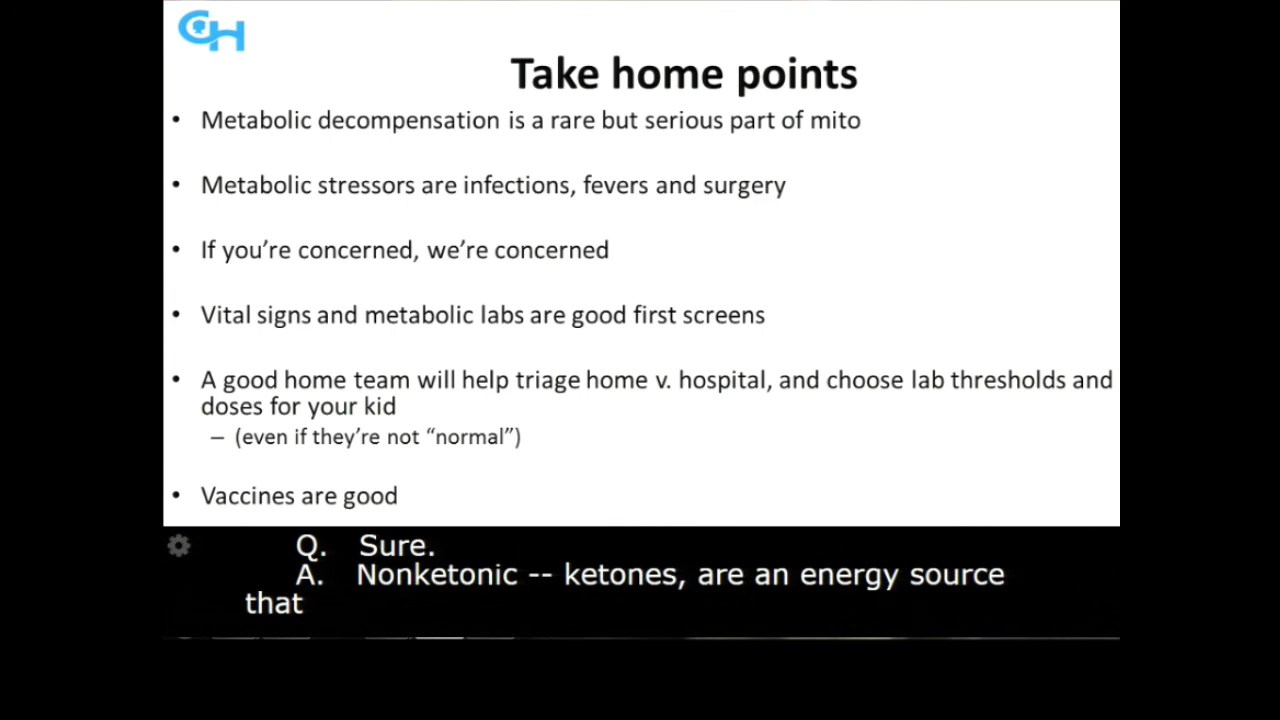 CH
Take home points
• Metabolic decompensation is a rare but serious part of mito
• Metabolic stressors are infections, fevers and surgery
• If you’re concerned, we’re concerned
• Vital signs and metabolic labs are good first screens
• A good home team will help triage home v. hospital, and choose lab thresholds and
doses for your kid
– (even if they’re not “normal”)
• Vaccines are good
Q. Sure.
A. Nonketonic -- ketones, are an energy source
that